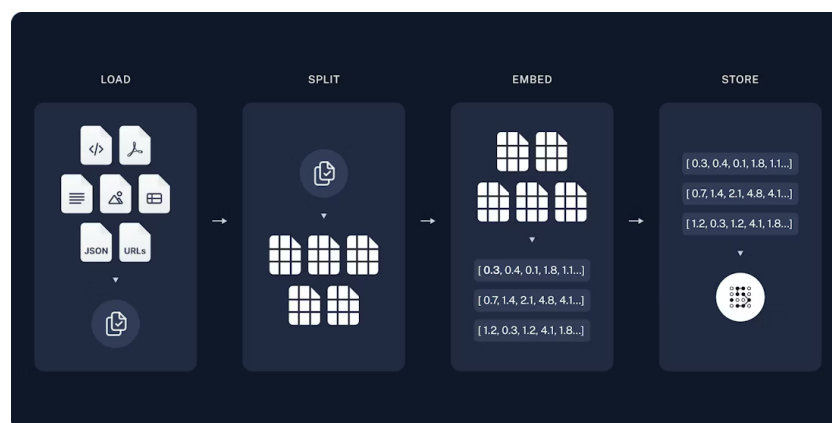 LOAD
SPLIT
EMBED
STORE
</>
JSON
URLs
[ 0.3, 0.4, 0.1, 1.8, 1.1...]
[ 0.7, 1.4, 2.1, 4.8, 4.1...]
[ 1.2, 0.3, 1.2, 4.1, 1.8...]
[ 0.3, 0.4, 0.1, 1.8, 1.1...]
[ 0.7, 1.4, 2.1, 4.8, 4.1...]
[ 1.2, 0.3, 1.2, 4.1, 1.8...]